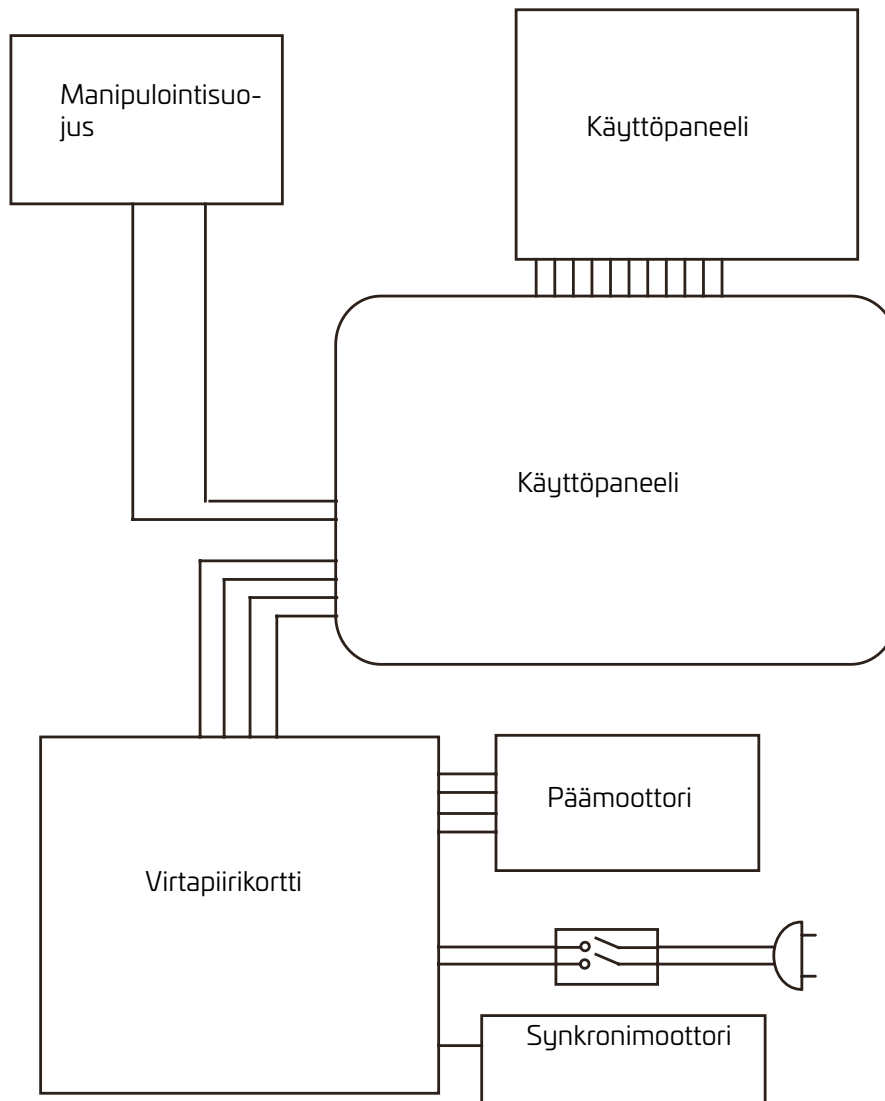 Manipulointisuo-
jus
Käyttöpaneeli
Käyttöpaneeli
Päämoottori
Virtapiirikortti
Synkronimoottori